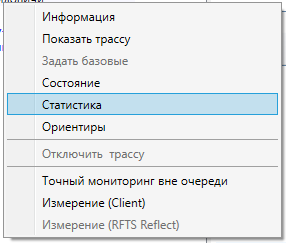 Информация
Показать трассу
Задать базовые
Состояние
Статистика
Ориентиры
Отключить трассу
Точный мониторинг вне очереди
Измерение (Client)
Измерение (RFTS Reflect)